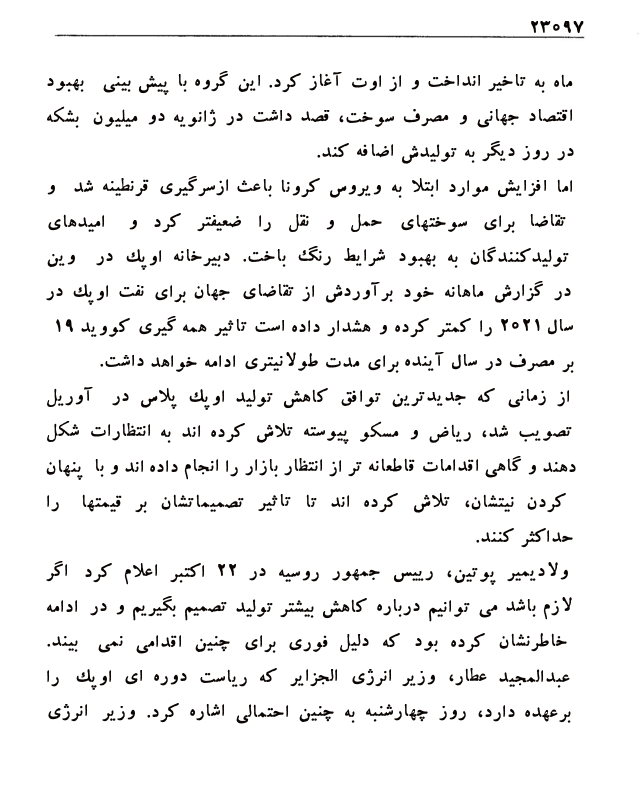 ۲۳۰۹۷
ماه به تاخیر انداخت و از اوت آغاز کرد. این گروه با پیش بینی بهبود
اقتصاد جهانی و مصرف سوخت، قصد داشت در ژانویه دو میلیون بشکه
در روز دیگر به تولیدش اضافه کند.
اما افزایش موارد ابتلا به ویروس کرونا باعث ازسرگیری قرنطینه شد و
تقاضا برای سوختهای حمل و نقل را ضعیفتر کرد و امیدهای
تولیدکنندگان به بهبود شرایط رنگ باخت. دبیرخانه اوپک در وین
در گزارش ماهانه خود برآوردش از تقاضای جهان برای نفت اوپک در
سال ۲۰۲۱ را کمتر کرده و هشدار داده است تاثیر همه گیری کووید ۱۹
بر مصرف در سال آینده برای مدت طولانیتری ادامه خواهد داشت.
از زمانی که جدیدترین توافق کاهش تولید اوپک پلاس در آوریل
تصویب شد، ریاض و مسکو پیوسته تلاش کرده اند به انتظارات شکل
دهند و گاهی اقدامات قاطعانه تر از انتظار بازار را انجام داده اند و با پنهان
کردن نیتشان، تلاش کرده اند تا تاثیر تصمیماتشان بر قیمتها را
حداکثر کنند.
ولادیمیر پوتین، رییس جمهور روسیه در ۲۲ اکتبر اعلام کرد اگر
لازم باشد می توانیم درباره کاهش بیشتر تولید تصمیم بگیریم و در ادامه
خاطرنشان کرده بود که دلیل فوری برای چنین اقدامی نمی بیند.
عبدالمجید عطار، وزیر انرژی الجزایر که ریاست دوره ای اوپک را
برعهده دارد، روز چهارشنبه به چنین احتمالی اشاره کرد. وزیر انرژی